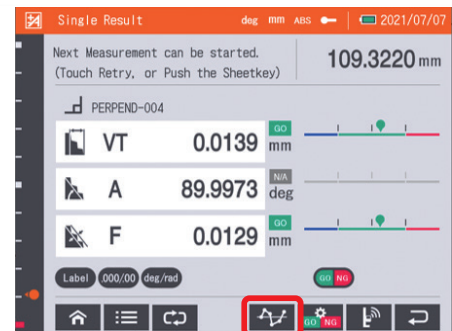 Single Result deg mm ABS 2021/07/07
Next Measurement can be started.
(Touch Retry, or Push the Sheetkey)
109.3220 mm
PERPEND-004
VT 0.0139 GO mm
A 89.9973 N/A deg
F 0.0129 GO mm
Label .000/.00 deg/rad GO NG
GO NG